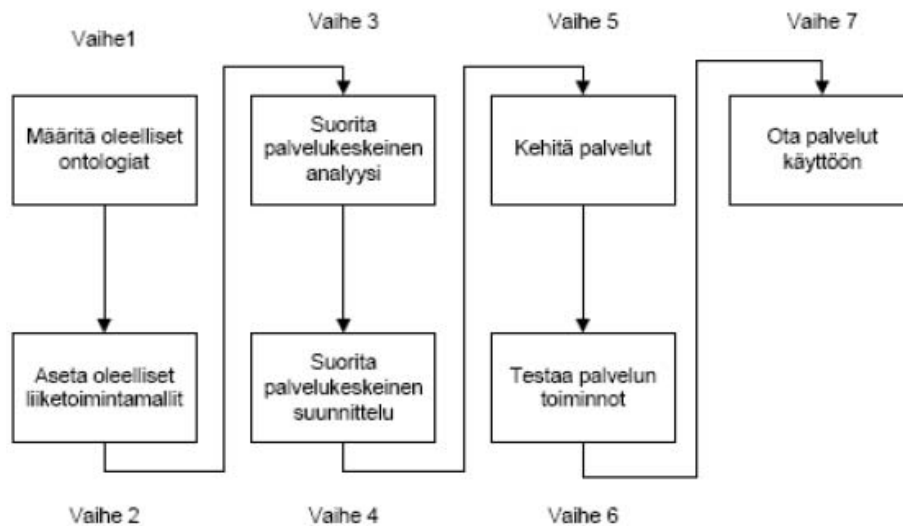 Vaihe1
Määritä oleelliset
ontologiat
Aseta oleelliset
liiketoimintamallit
Vaihe 2
Vaihe 3
Suorita
palvelukeskeinen
analyysi
Suorita
palvelukeskeinen
suunnittelu
Vaihe 4
Vaihe 5
Kehitä palvelut
Testaa palvelun
toiminnot
Vaihe 6
Vaihe 7
Ota palvelut
käyttöön